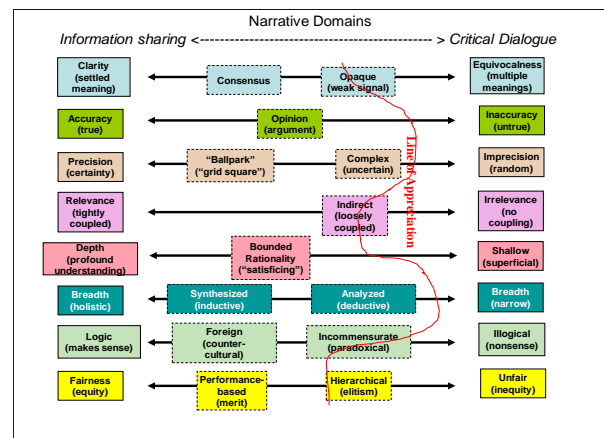 Narrative Domains
Information sharing <---------------------------------------> Critical Dialogue
Clarity
(settled
meaning)
Consensus
Opaque
(weak signal)
Equivocalness
(multiple
meanings)
Accuracy
(true)
Opinion
(argument)
Inaccuracy
(untrue)
Precision
(certainty)
“Ballpark”
(“grid square”)
Complex
(uncertain)
Imprecision
(random)
Relevance
(tightly
coupled)
Indirect
(loosely
coupled)
Irrelevance
(no
coupling)
Depth
(profound
understanding)
Bounded
Rationality
(“satisficing”)
Shallow
(superficial)
Breadth
(holistic)
Synthesized
(inductive)
Analyzed
(deductive)
Breadth
(narrow)
Logic
(makes sense)
Foreign
(counter-
cultural)
Incommensurate
(paradoxical)
Illogical
(nonsense)
Fairness
(equity)
Performance-
based
(merit)
Hierarchical
(elitism)
Unfair
(inequity)
Line of Appreciation